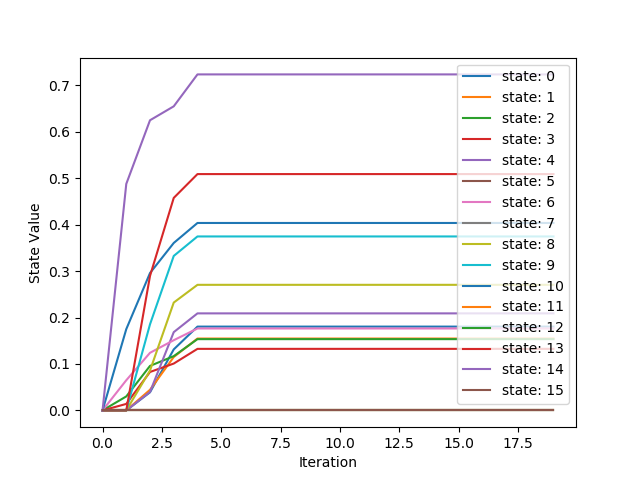 0.7
0.6
0.5
0.4
0.3
0.2
0.1
0.0
State Value
0.0 2.5 5.0 7.5 10.0 12.5 15.0 17.5
Iteration
state: 0
state: 1
state: 2
state: 3
state: 4
state: 5
state: 6
state: 7
state: 8
state: 9
state: 10
state: 11
state: 12
state: 13
state: 14
state: 15